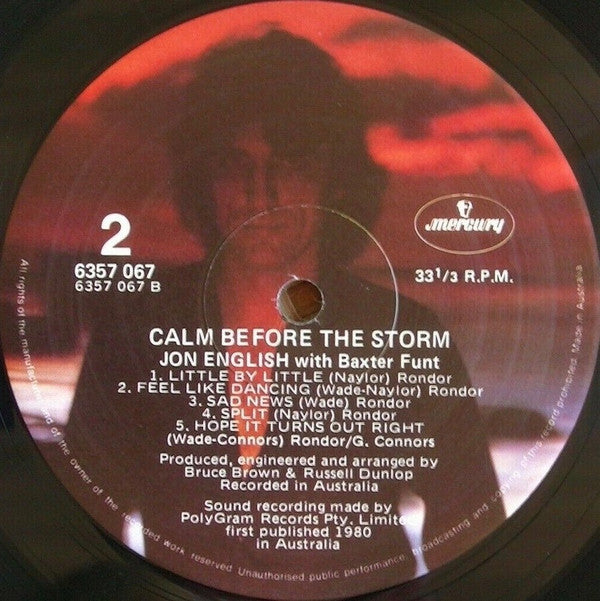 2
6357 067
6357 067 B
mercury
33 1/3 R.P.M.
CALM BEFORE THE STORM
JON ENGLISH with Baxter Funt
1. LITTLE BY LITTLE (Naylor) Rondor
2. FEEL LIKE DANCING (Wade-Naylor) Rondor
3. SAD NEWS (Wade) Rondor
4. SPLIT (Naylor) Rondor
5. HOPE IT TURNS OUT RIGHT
(Wade-Connors) Rondor/G. Connors
Produced, engineered and arranged by
Bruce Brown & Russell Dunlop
Recorded in Australia
Sound recording made by
PolyGram Records Pty. Limited
first published 1980
in Australia
All rights of the manufacturer and of the owner of the recorded work reserved Unauthorised public performance, broadcasting and copying of this record prohibited Made in Australia